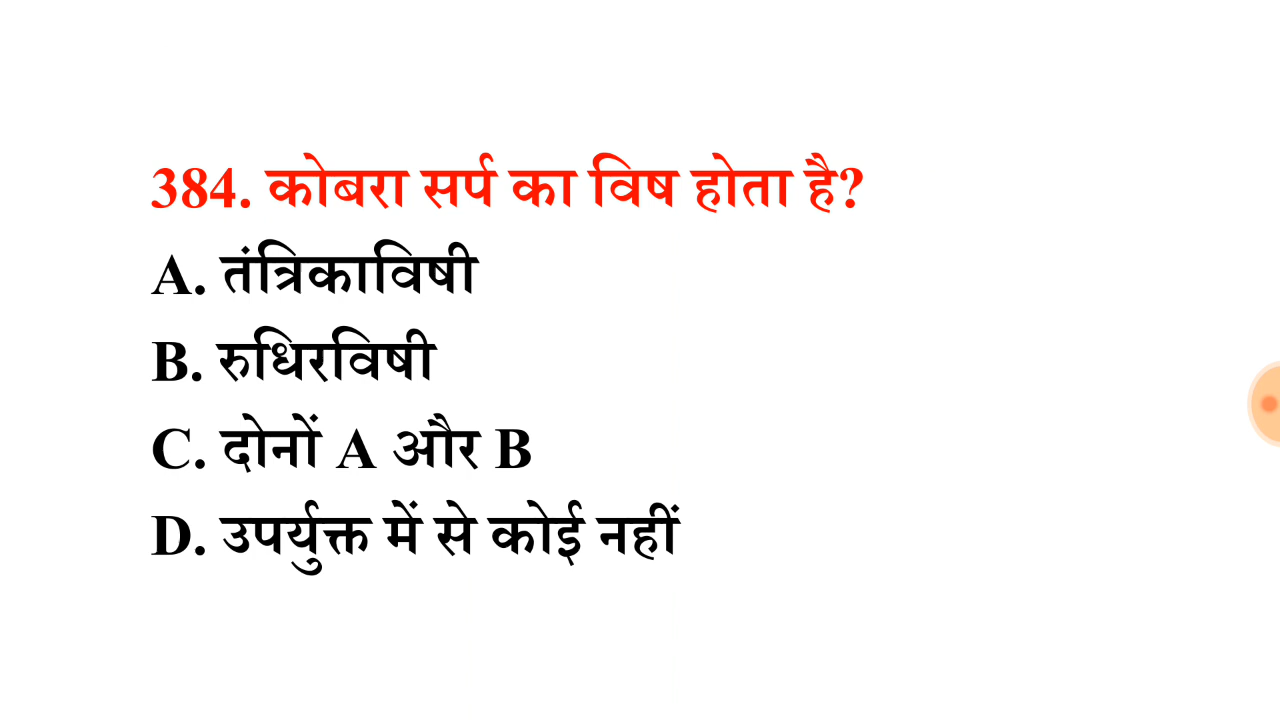 384. कोबरा सर्प का विष होता है?
A. तंत्रिकाविषी
B. रुधिरविषी
C. दोनों A और B
D. उपर्युक्त में से कोई नहीं